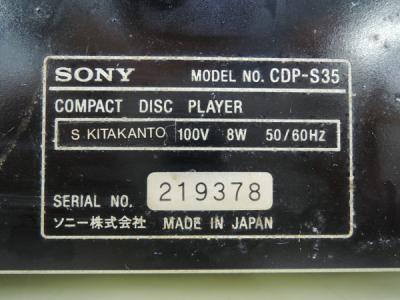 SONY MODEL NO. CDP-S35
COMPACT DISC PLAYER
S.KITAKANTO 100V 8W 50/60HZ
SERIAL NO. 219378
ソニー株式会社 MADE IN JAPAN